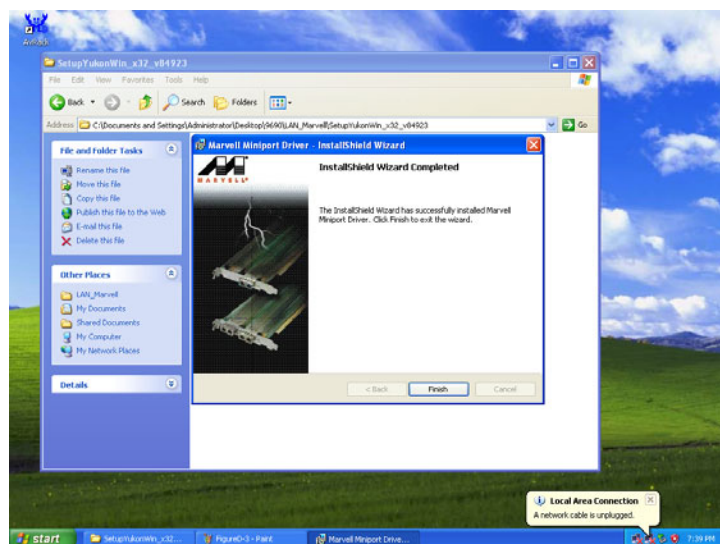 SetupYukonWin_x32_v84923
File Edit View Favorites Tools Help
Back Search Folders
Address C:\Documents and Settings\Administrator\Desktop\9690\LAN_Marvell\SetupYukonWin_x32_v84923 Go
File and Folder Tasks
Rename this file
Move this file
Copy this file
Publish this file to the Web
E-mail this file
Delete this file
Other Places
LAN_Marvell
My Documents
Shared Documents
My Computer
My Network Places
Details
Marvell Miniport Driver - InstallShield Wizard
MARVELL
InstallShield Wizard Completed
The InstallShield Wizard has successfully installed Marvell
Miniport Driver. Click Finish to exit the wizard.
< Back Finish Cancel
Local Area Connection
A network cable is unplugged.
start SetupYukonWin_x32... FigureD-3 - Paint Marvell Miniport Drive... 7:39 PM